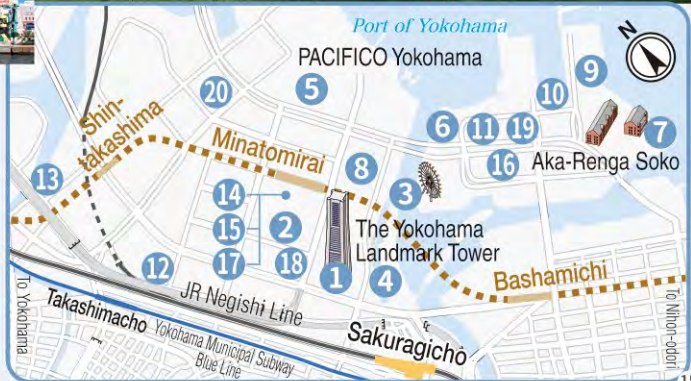 Port of Yokohama
N
PACIFICO Yokohama
9
5
20
10
6
11
19
7
Shin-
takashima
Minatomirai
16
Aka-Renga Soko
8
13
3
14
15
2
The Yokohama
Landmark Tower
17
18
1
4
12
Bashamichi
JR Negishi Line
To Yokohama
Takashimacho
Yokohama Municipal Subway
Blue Line
Sakuragichō
To Nihon-odori